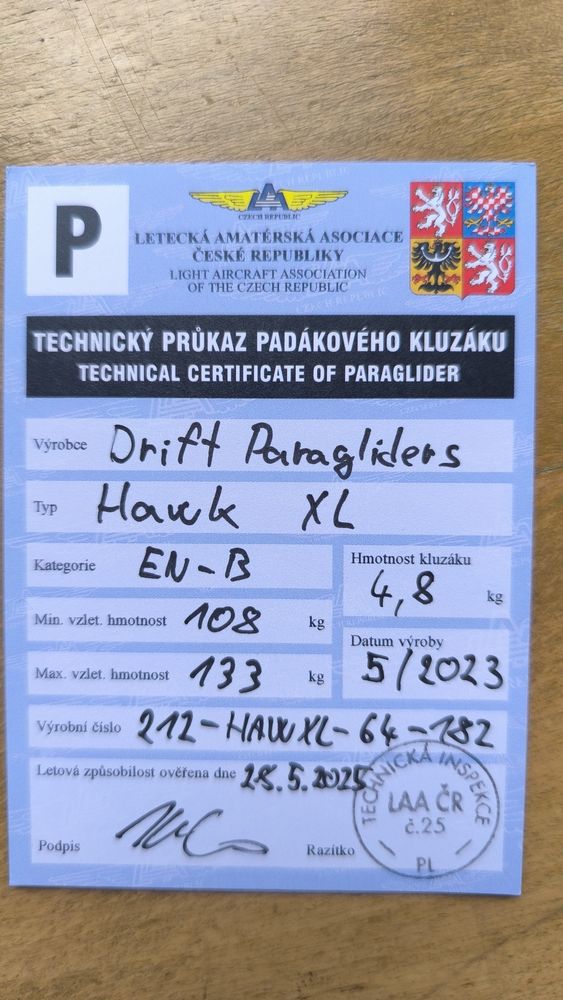 P
CZECH REPUBLIC
LETECKÁ AMATÉRSKÁ ASOCIACE
ČESKÉ REPUBLIKY
LIGHT AIRCRAFT ASSOCIATION
OF THE CZECH REPUBLIC
TECHNICKÝ PRŮKAZ PADÁKOVÉHO KLUZÁKU
TECHNICAL CERTIFICATE OF PARAGLIDER
Výrobce Drift Paragliders
Typ Hawk XL
Kategorie EN-B
Hmotnost kluzáku
4,8 kg
Min. vzlet. hmotnost 108 kg
Max. vzlet. hmotnost 133 kg
Datum výroby
5/2023
Výrobní číslo 212-HAWXL-64-182
Letová způsobilost ověřena dne 28.5.2025
Podpis
Razítko
TECHNICKÁ INSPEKCE
LAA ČR
č.25
PL